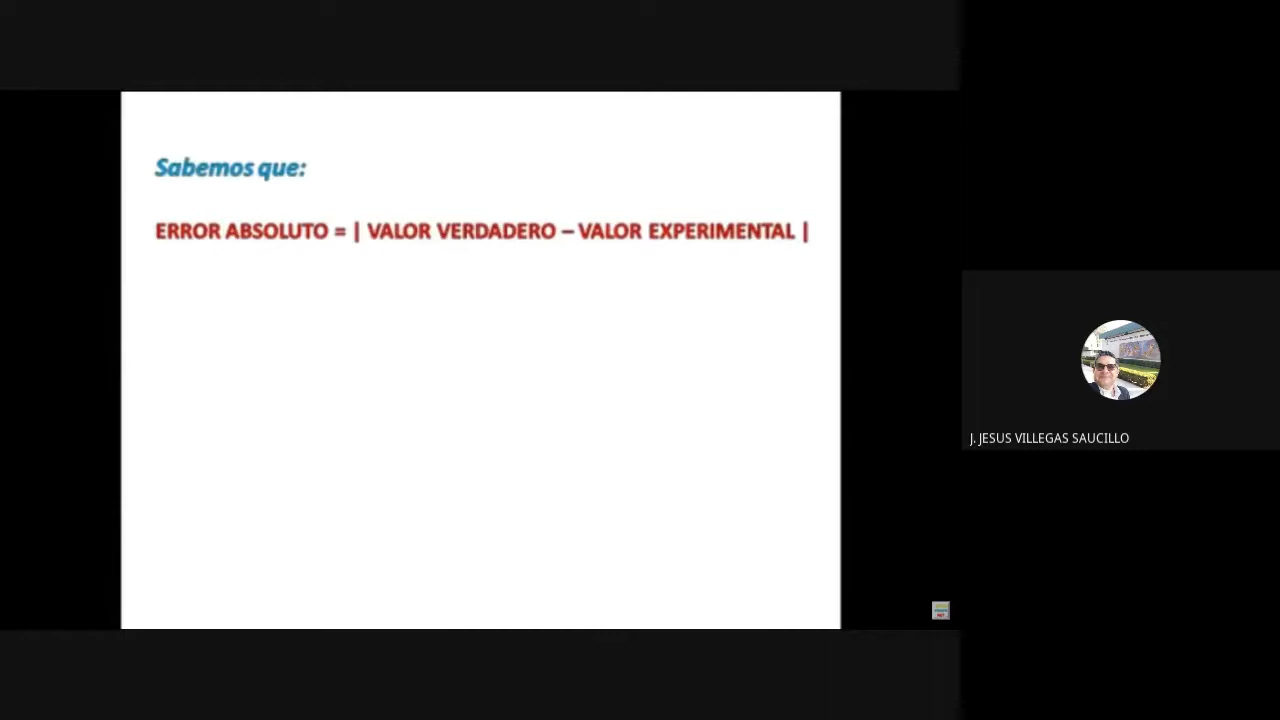 Sabemos que:
ERROR ABSOLUTO = | VALOR VERDADERO – VALOR EXPERIMENTAL |
J. JESUS VILLEGAS SAUCILLO